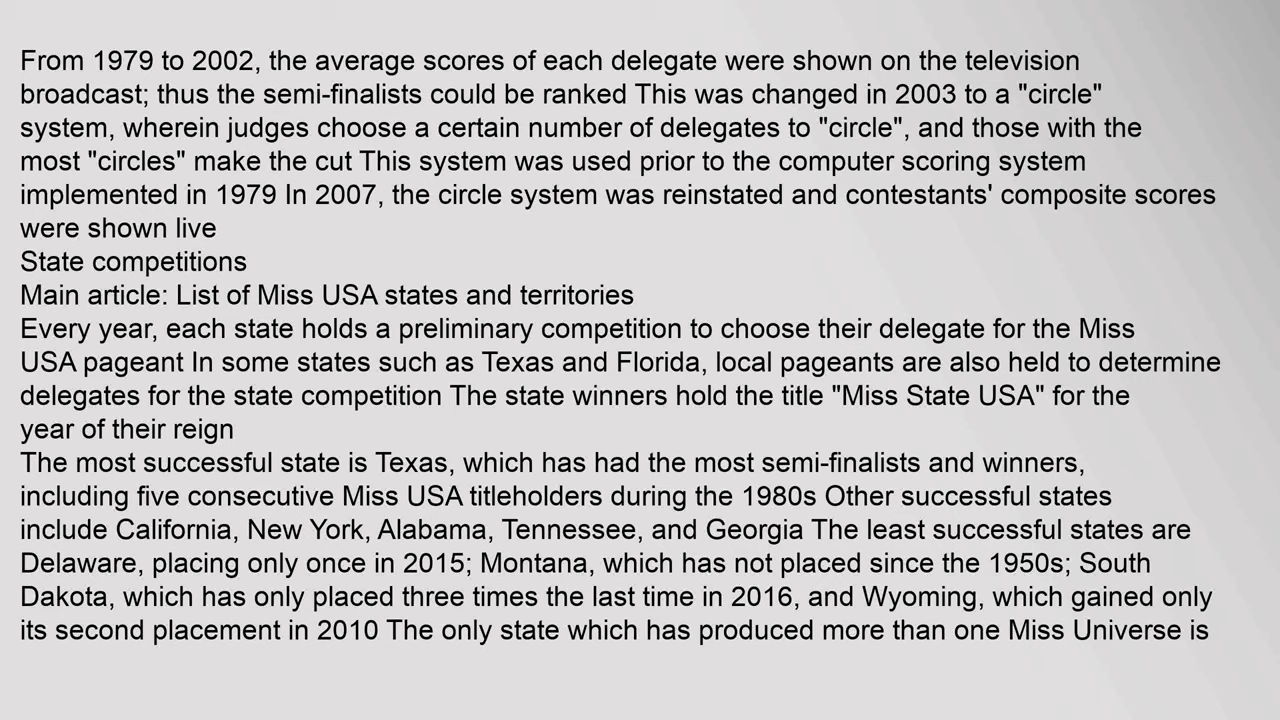 From 1979 to 2002, the average scores of each delegate were shown on the television
broadcast; thus the semi-finalists could be ranked This was changed in 2003 to a "circle"
system, wherein judges choose a certain number of delegates to "circle", and those with the
most "circles" make the cut This system was used prior to the computer scoring system
implemented in 1979 In 2007, the circle system was reinstated and contestants' composite scores
were shown live
State competitions
Main article: List of Miss USA states and territories
Every year, each state holds a preliminary competition to choose their delegate for the Miss
USA pageant In some states such as Texas and Florida, local pageants are also held to determine
delegates for the state competition The state winners hold the title "Miss State USA" for the
year of their reign
The most successful state is Texas, which has had the most semi-finalists and winners,
including five consecutive Miss USA titleholders during the 1980s Other successful states
include California, New York, Alabama, Tennessee, and Georgia The least successful states are
Delaware, placing only once in 2015; Montana, which has not placed since the 1950s; South
Dakota, which has only placed three times the last time in 2016, and Wyoming, which gained only
its second placement in 2010 The only state which has produced more than one Miss Universe is